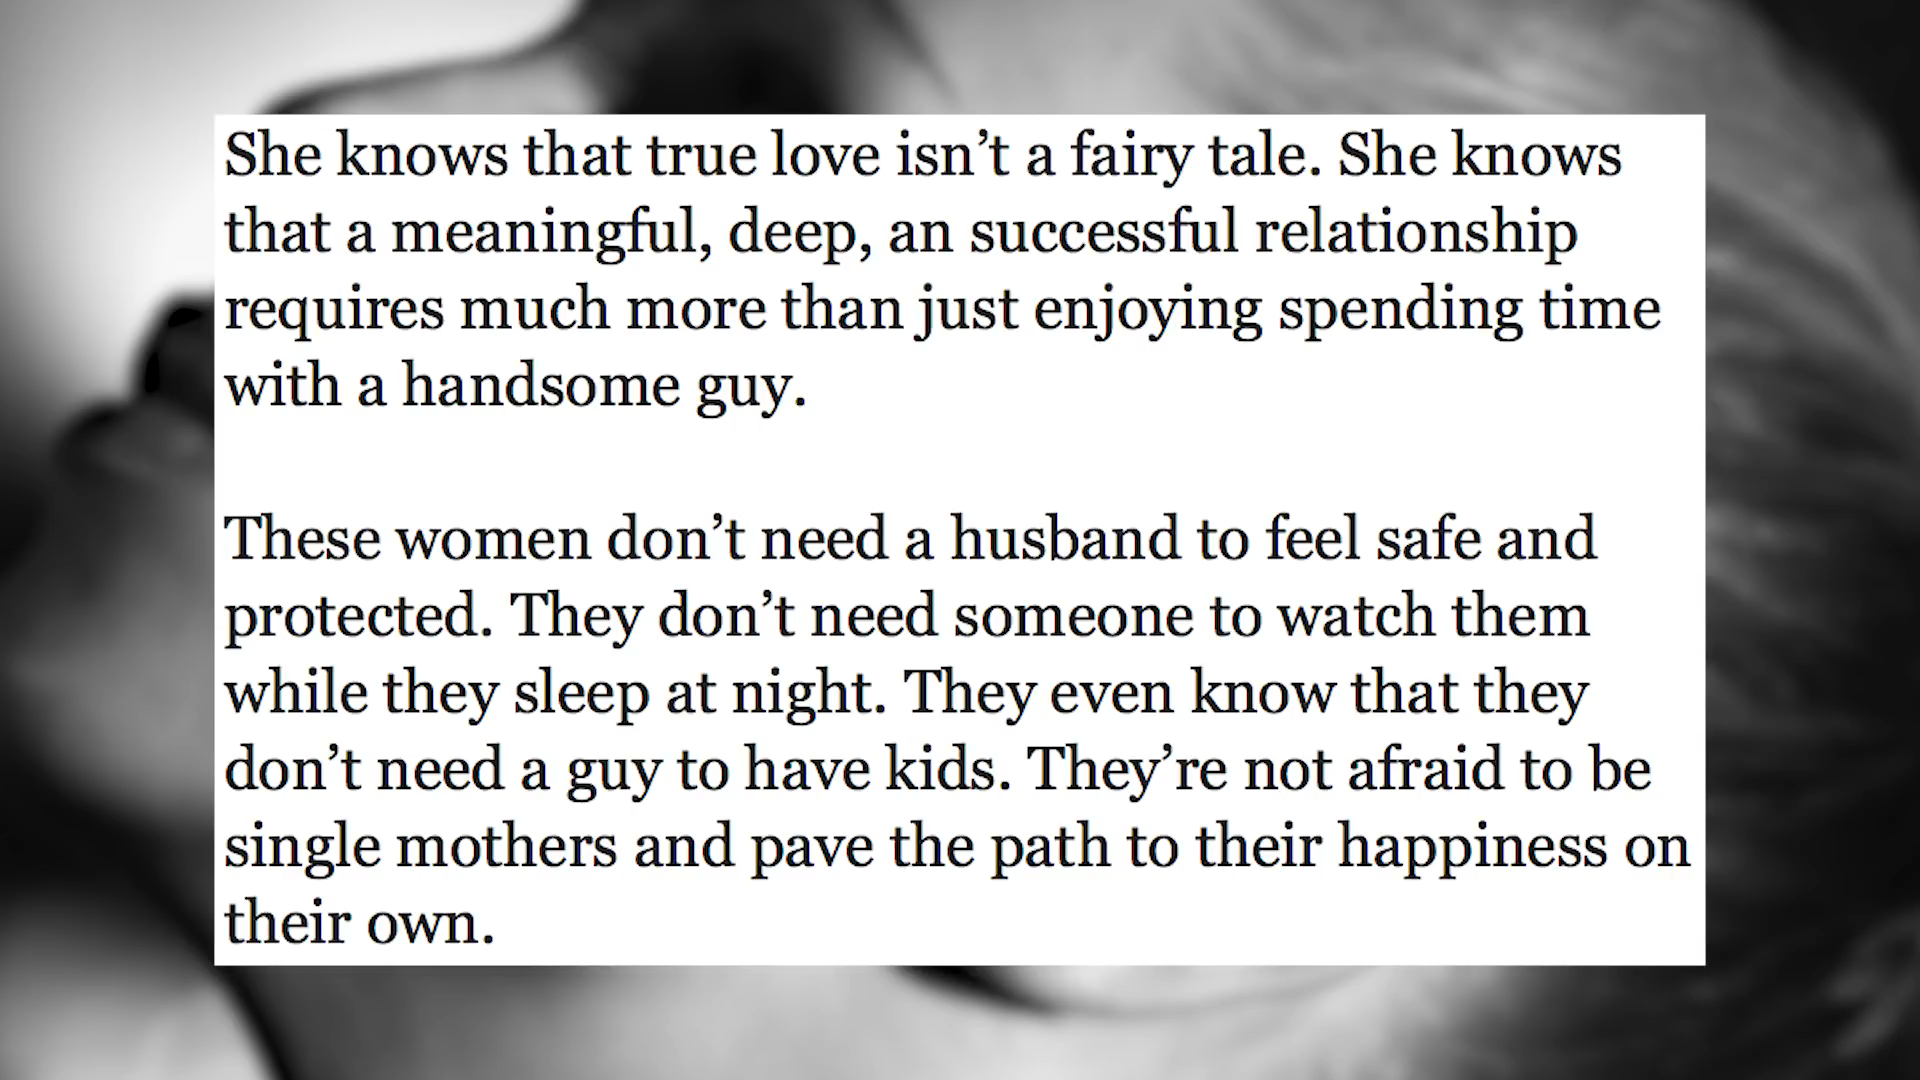 She knows that true love isn’t a fairy tale. She knows
that a meaningful, deep, an successful relationship
requires much more than just enjoying spending time
with a handsome guy.
These women don’t need a husband to feel safe and
protected. They don’t need someone to watch them
while they sleep at night. They even know that they
don’t need a guy to have kids. They’re not afraid to be
single mothers and pave the path to their happiness on
their own.